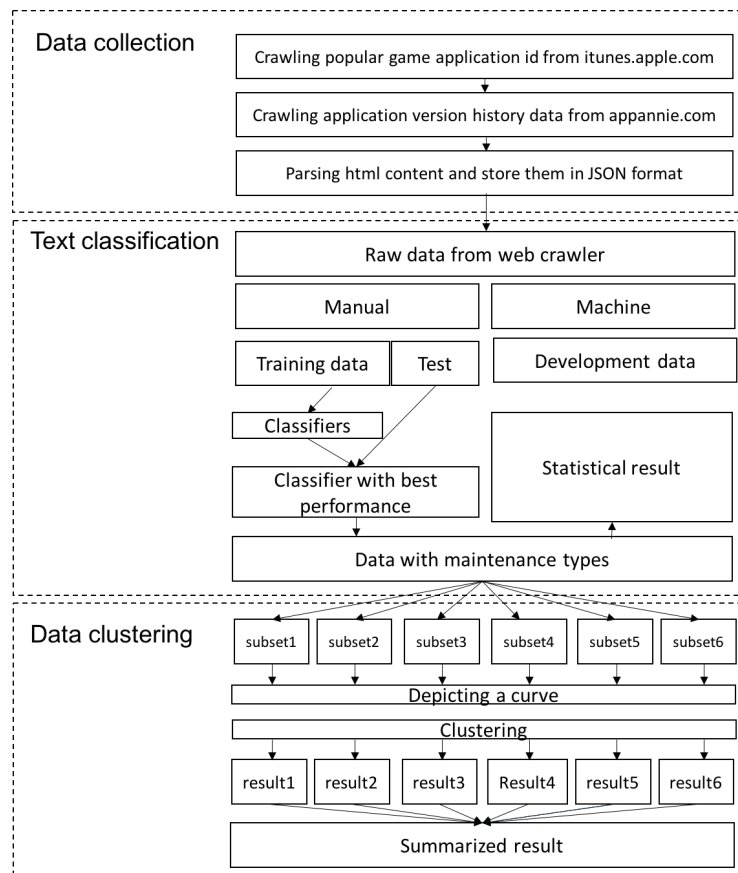 Data collection
Crawling popular game application id from itunes.apple.com
Crawling application version history data from appannie.com
Parsing html content and store them in JSON format
Text classification
Raw data from web crawler
Manual
Machine
Training data
Test
Development data
Classifiers
Statistical result
Classifier with best
performance
Data with maintenance types
Data clustering
subset1
subset2
subset3
subset4
subset5
subset6
Depicting a curve
Clustering
result1
result2
result3
Result4
result5
result6
Summarized result